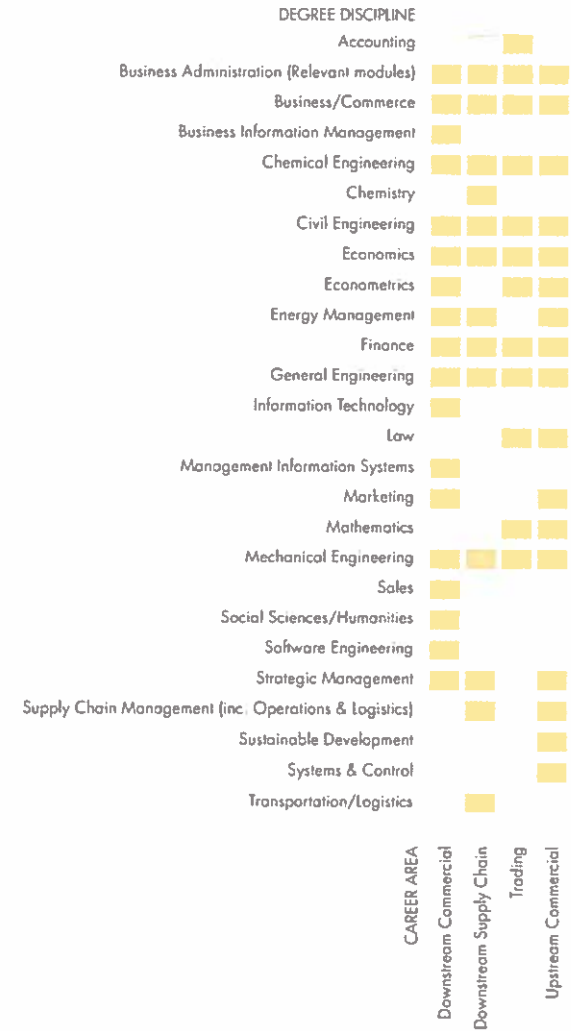 DEGREE DISCIPLINE
Accounting
Business Administration (Relevant modules)
Business/Commerce
Business Information Management
Chemical Engineering
Chemistry
Civil Engineering
Economics
Econometrics
Energy Management
Finance
General Engineering
Information Technology
Law
Management Information Systems
Marketing
Mathematics
Mechanical Engineering
Sales
Social Sciences/Humanities
Software Engineering
Strategic Management
Supply Chain Management (inc. Operations & Logistics)
Sustainable Development
Systems & Control
Transportation/Logistics
CAREER AREA
Downstream Commercial
Downstream Supply Chain
Trading
Upstream Commercial